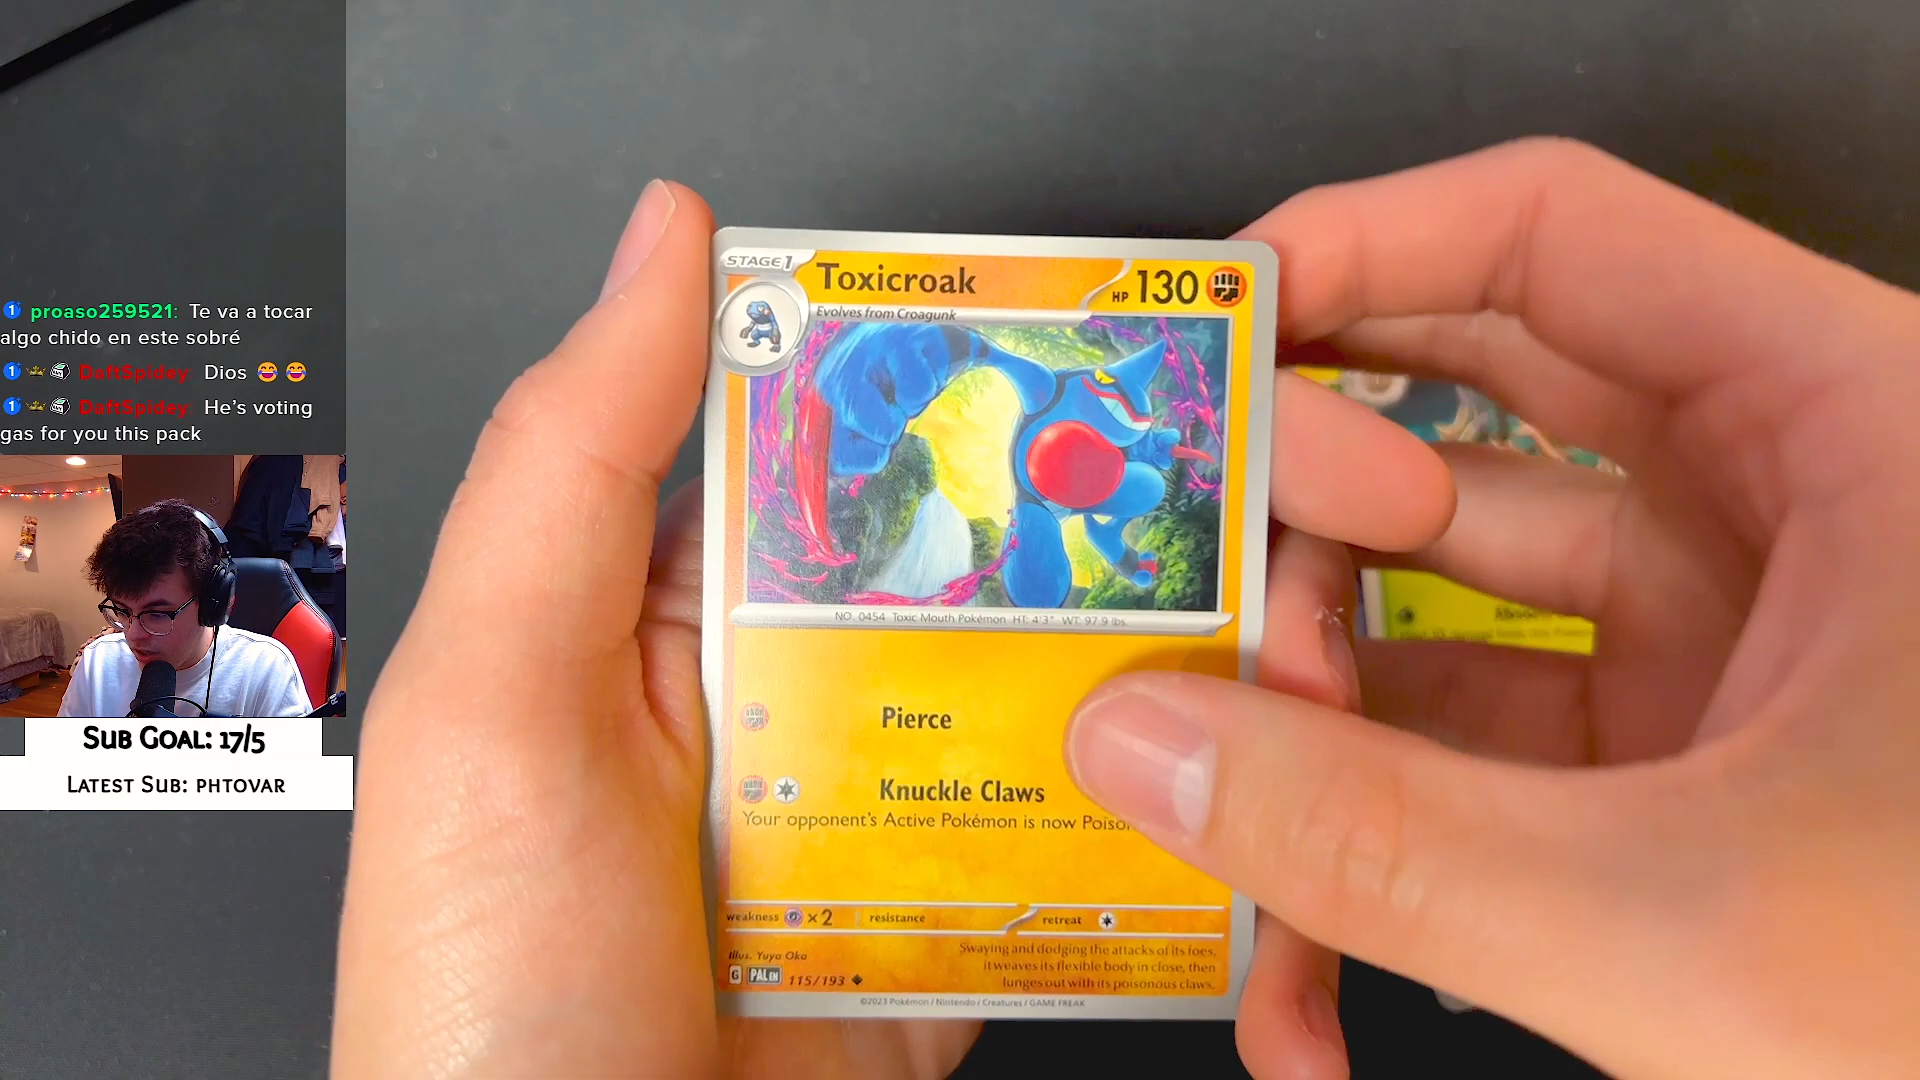 proaso259521: Te va a tocar
algo chido en este sobré
DaftSpidey: Dios 😂 😂
DaftSpidey: He's voting
gas for you this pack
Sub Goal: 17/5
Latest Sub: phtovar
STAGE 1
Toxicroak
HP 130
Evolves from Croagunk
NO. 0454 Toxic Mouth Pokémon HT: 4'3" WT: 97.9 lbs.
Pierce
Knuckle Claws
Your opponent's Active Pokémon is now
weakness ×2 resistance retreat
Illus. Yuya Oka
Swaying and dodging the attacks of its foes,
it weaves its flexible body in close, then
lunges out with its poisonous claws.
G PAL EN 115/193
©2023 Pokémon / Nintendo / Creatures / GAME FREAK